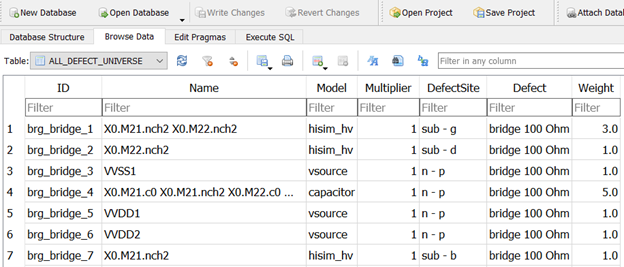 New Database Open Database Write Changes Revert Changes Open Project Save Project Attach Datab
Database Structure Browse Data Edit Pragmas Execute SQL
Table: ALL_DEFECT_UNIVERSE Filter in any column
ID Name Model Multiplier DefectSite Defect Weight
Filter Filter Filter Filter Filter Filter Filter
1 brg_bridge_1 X0.M21.nch2 X0.M22.nch2 hisim_hv 1 sub - g bridge 100 Ohm 3.0
2 brg_bridge_2 X0.M22.nch2 hisim_hv 1 sub - d bridge 100 Ohm 1.0
3 brg_bridge_3 VVSS1 vsource 1 n - p bridge 100 Ohm 1.0
4 brg_bridge_4 X0.M21.c0 X0.M21.nch2 X0.M22.c0 ... capacitor 1 n - p bridge 100 Ohm 5.0
5 brg_bridge_5 VVDD1 vsource 1 n - p bridge 100 Ohm 1.0
6 brg_bridge_6 VVDD2 vsource 1 n - p bridge 100 Ohm 1.0
7 brg_bridge_7 X0.M21.nch2 hisim_hv 1 sub - b bridge 100 Ohm 1.0